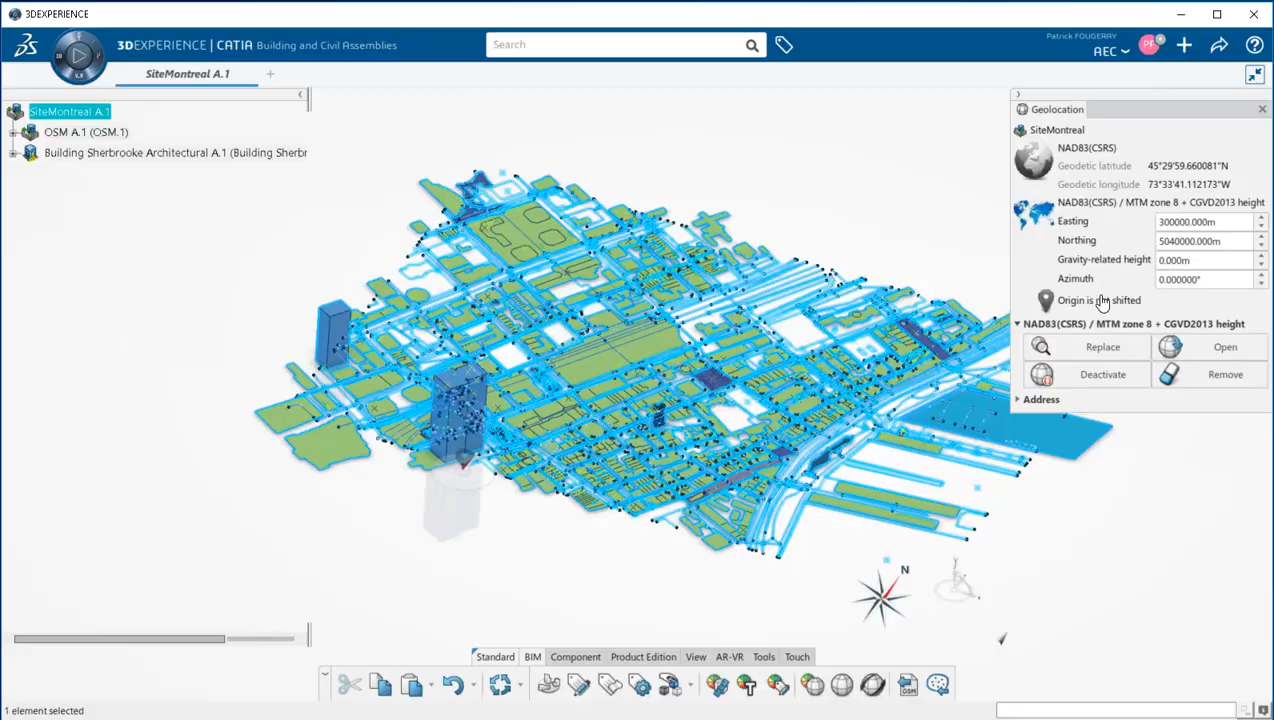 3DEXPERIENCE
3DEXPERIENCE | CATIA Building and Civil Assemblies
Search
Patrick FOUGERAY
AEC
PF
SiteMontreal A.1
SiteMontreal A.1
OSM A.1 (OSM.1)
Building Sherbrooke Architectural A.1 (Building Sherbr
Geolocation
SiteMontreal
NAD83(CSRS)
Geodetic latitude 45°29'59.660081"N
Geodetic longitude 73°33'41.112173"W
NAD83(CSRS) / MTM zone 8 + CGVD2013 height
Easting 300000.000m
Northing 5040000.000m
Gravity-related height 0.000m
Azimuth 0.000000°
Origin is shifted
NAD83(CSRS) / MTM zone 8 + CGVD2013 height
Replace Open
Deactivate Remove
Address
N
Standard BIM Component Product Edition View AR-VR Tools Touch
OSM
1 element selected